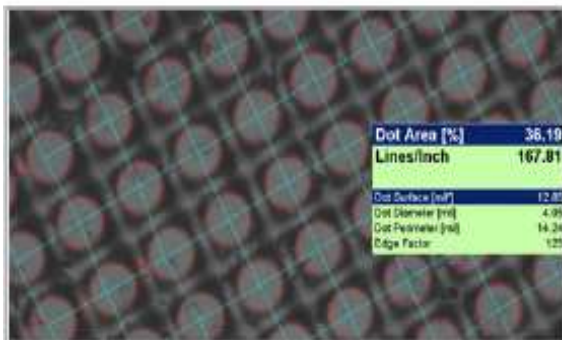 Dot Area [%] 36.19
Lines/Inch 167.81
Dot Surface [mil²] 12.85
Dot Diameter [mil] 4.05
Dot Perimeter [mil] 14.24
Edge Factor 125